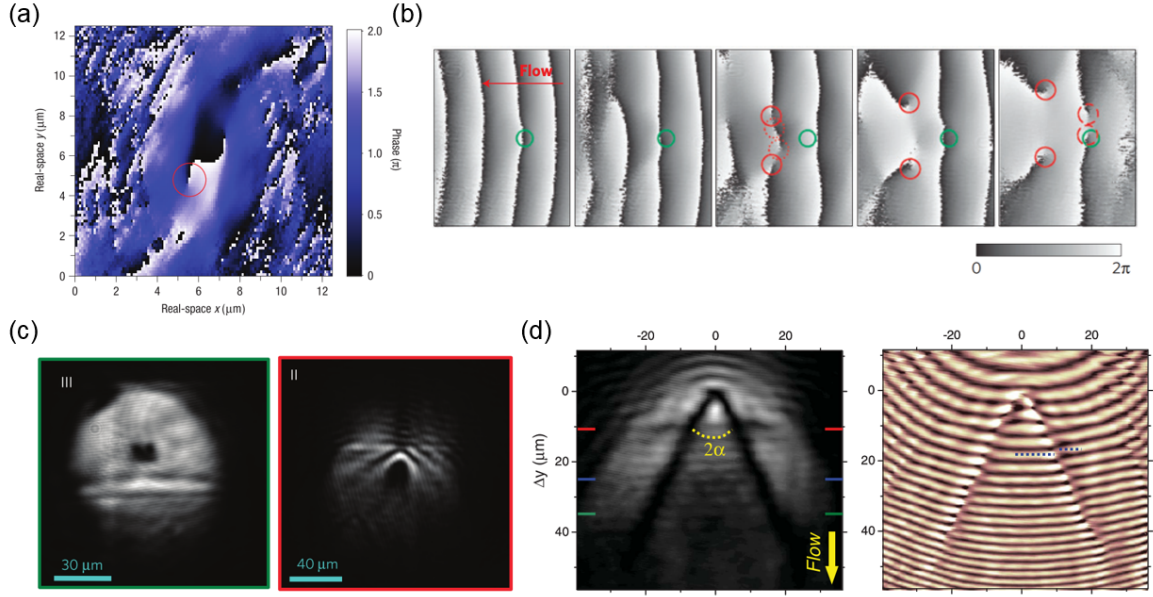 (a)
12
10
8
6
4
2
0
0 2 4 6 8 10 12
Real-space y (μm)
Real-space x (μm)
2.0
1.5
1.0
0.5
0
Phase (π)
(b)
Flow
0 2π
(c)
III
30 μm
II
40 μm
(d)
-20 0 20
0
20
40
Δy (μm)
2α
Flow
-20 0 20
0
20
40